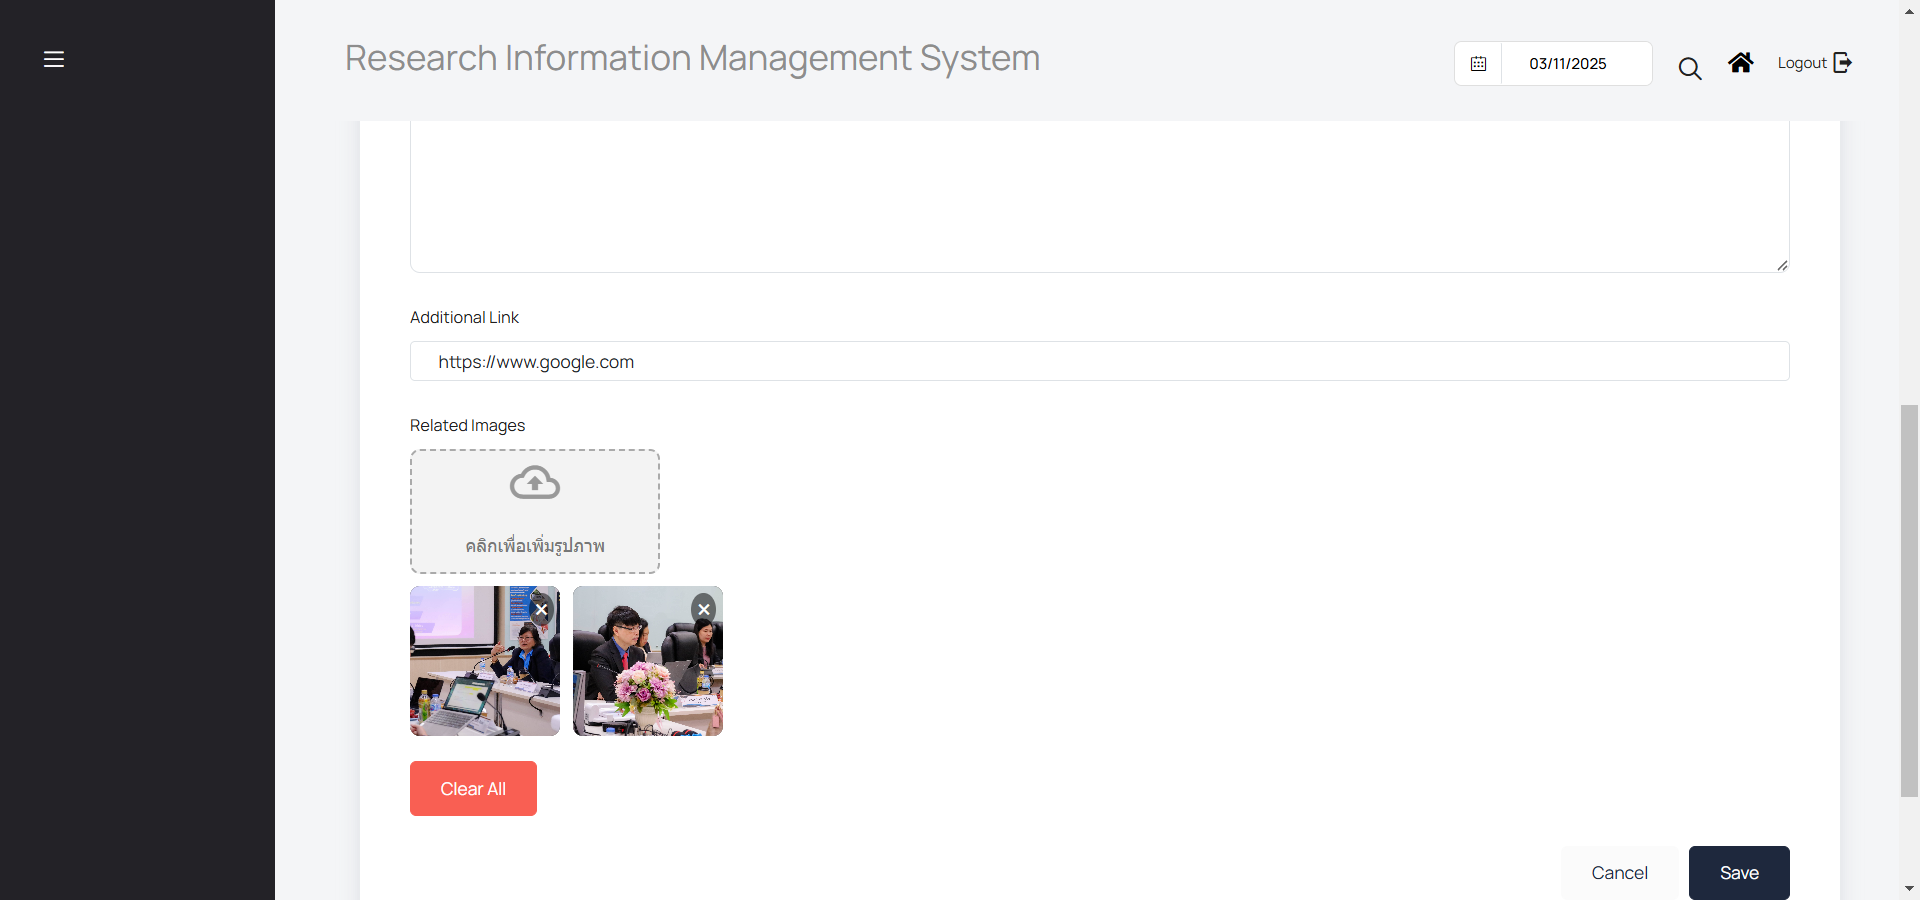 Research Information Management System
03/11/2025
Logout
Additional Link
https://www.google.com
Related Images
คลิกเพื่อเพิ่มรูปภาพ
Clear All
Cancel
Save